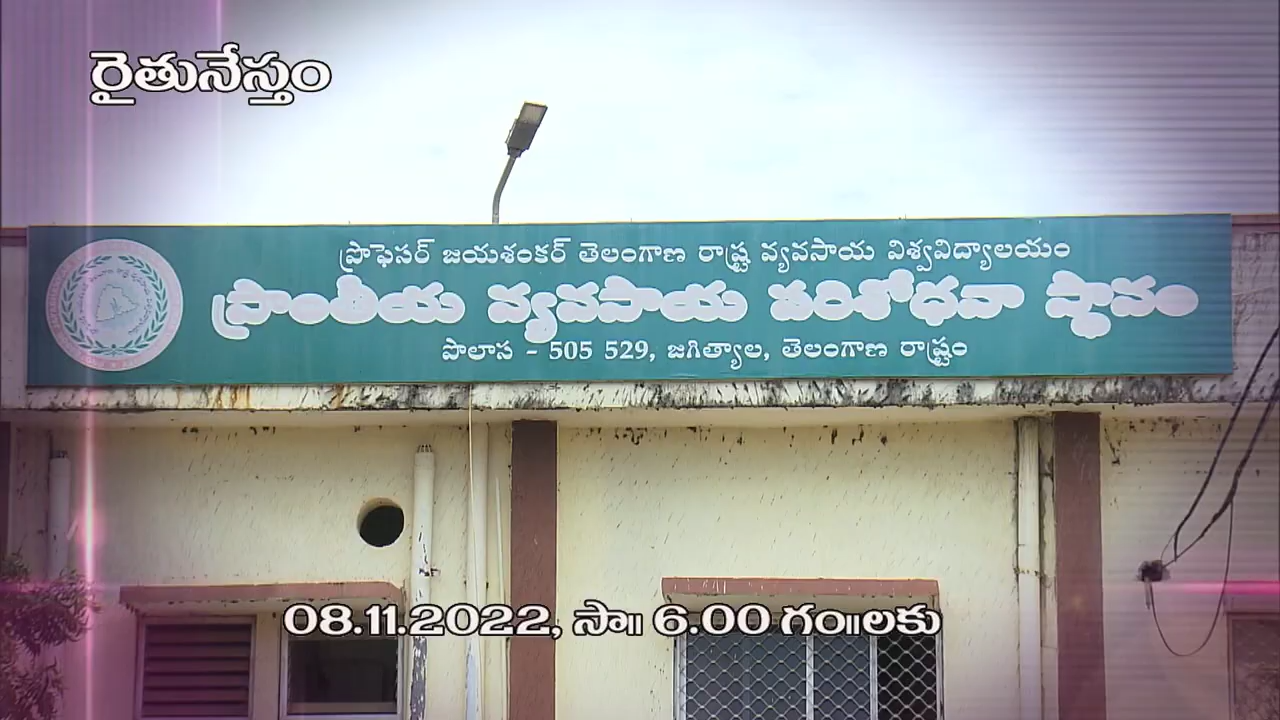 రైతునేస్తం
ప్రొఫెసర్ జయశంకర్ తెలంగాణ రాష్ట్ర వ్యవసాయ విశ్వవిద్యాలయం
ప్రాంతీయ వ్యవసాయ పరిశోధనా స్థానం
పొలాస - 505 529, జగిత్యాల, తెలంగాణ రాష్ట్రం
08.11.2022, సా॥ 6.00 గం॥లకు